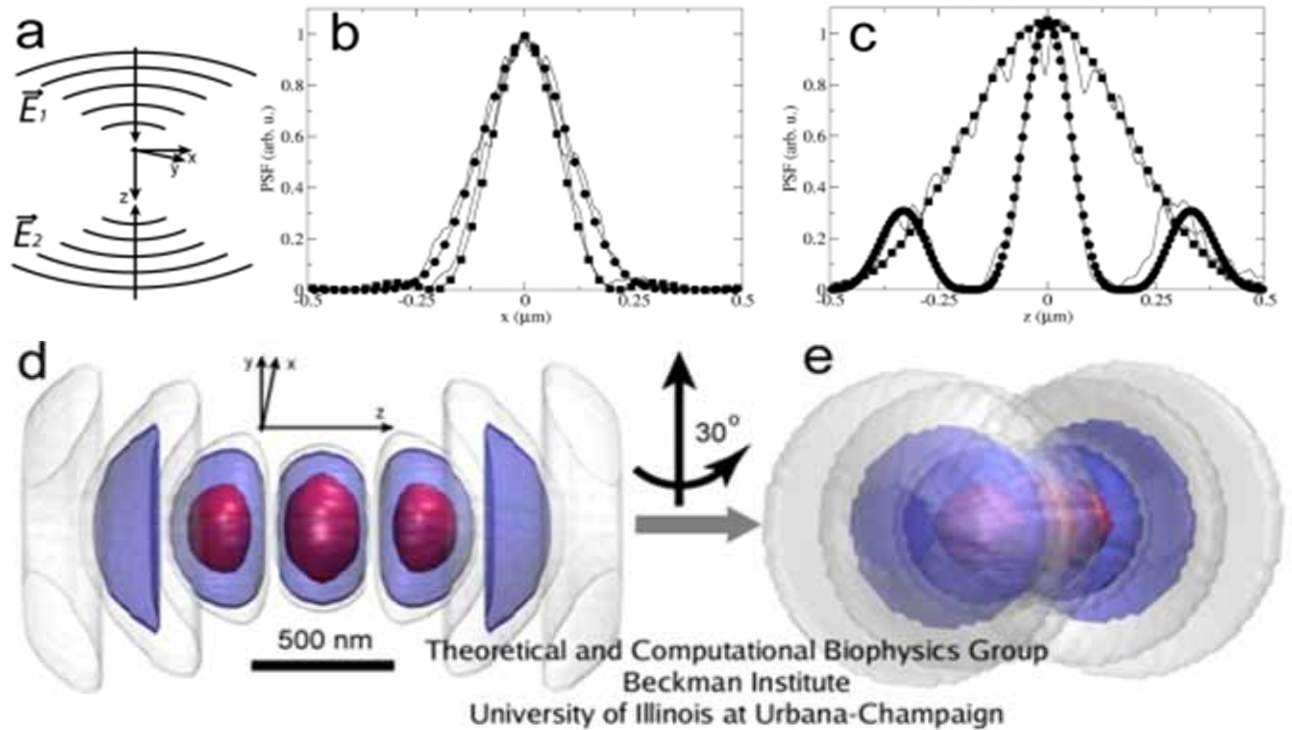 a
E1
x
y
z
E2
b
PSF (arb. u.)
1
0.8
0.6
0.4
0.2
0
-0.5
-0.25
0
0.25
0.5
x (μm)
c
PSF (arb. u.)
1
0.8
0.6
0.4
0.2
0
-0.5
-0.25
0
0.25
0.5
z (μm)
d
y
x
z
500 nm
30°
e
Theoretical and Computational Biophysics Group
Beckman Institute
University of Illinois at Urbana-Champaign